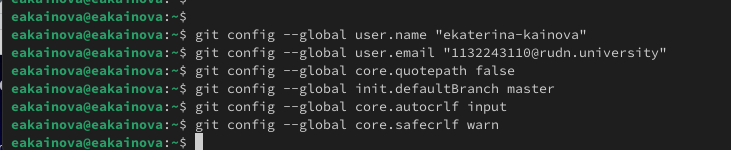 eakainova@eakainova:~$
eakainova@eakainova:~$ git config --global user.name "ekaterina-kainova"
eakainova@eakainova:~$ git config --global user.email "1132243110@rudn.university"
eakainova@eakainova:~$ git config --global core.quotepath false
eakainova@eakainova:~$ git config --global init.defaultBranch master
eakainova@eakainova:~$ git config --global core.autocrlf input
eakainova@eakainova:~$ git config --global core.safecrlf warn
eakainova@eakainova:~$